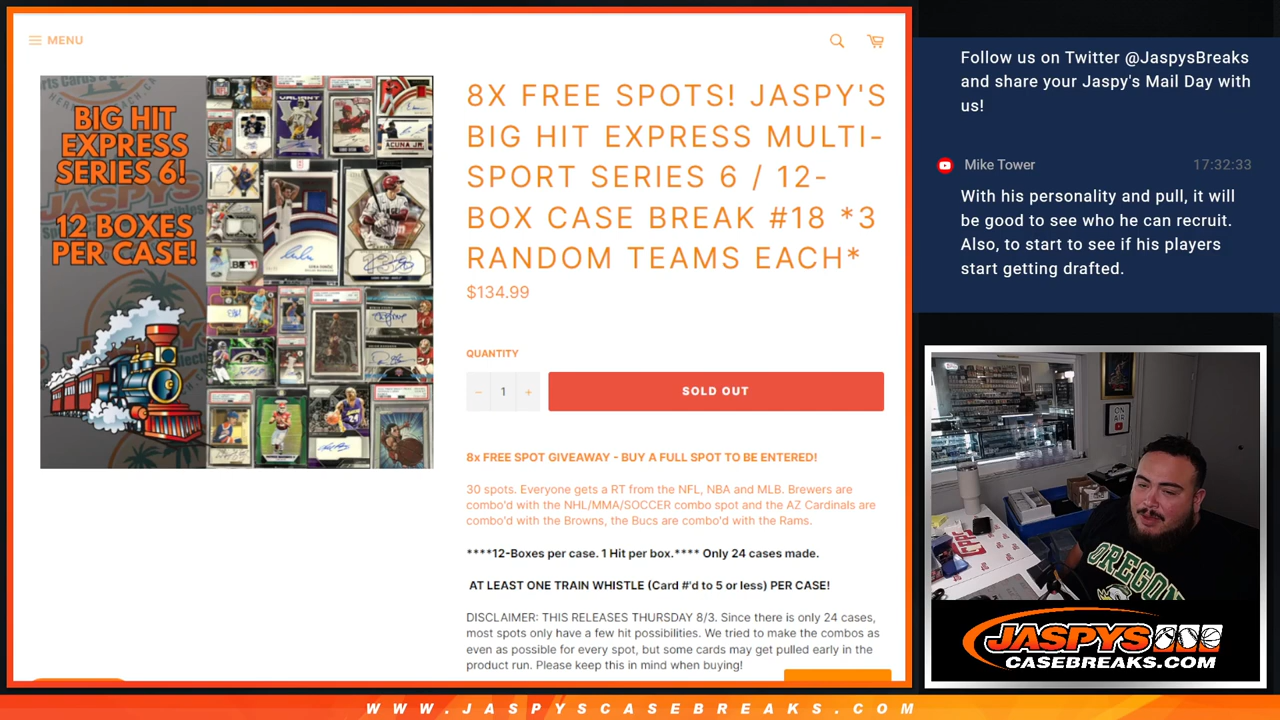 MENU
BIG HIT
EXPRESS
SERIES 6!
12 BOXES
PER CASE!
8X FREE SPOTS! JASPY'S
BIG HIT EXPRESS MULTI-
SPORT SERIES 6 / 12-
BOX CASE BREAK #18 *3
RANDOM TEAMS EACH*
$134.99
QUANTITY
− 1 +
SOLD OUT
8x FREE SPOT GIVEAWAY - BUY A FULL SPOT TO BE ENTERED!
30 spots. Everyone gets a RT from the NFL, NBA and MLB. Brewers are
combo'd with the NHL/MMA/SOCCER combo spot and the AZ Cardinals are
combo'd with the Browns, the Bucs are combo'd with the Rams.
****12-Boxes per case. 1 Hit per box.**** Only 24 cases made.
AT LEAST ONE TRAIN WHISTLE (Card #'d to 5 or less) PER CASE!
DISCLAIMER: THIS RELEASES THURSDAY 8/3. Since there is only 24 cases,
most spots only have a few hit possibilities. We tried to make the combos as
even as possible for every spot, but some cards may get pulled early in the
product run. Please keep this in mind when buying!
Follow us on Twitter @JaspysBreaks
and share your Jaspy's Mail Day with
us!
Mike Tower 17:32:33
With his personality and pull, it will
be good to see who he can recruit.
Also, to start to see if his players
start getting drafted.
ON
AIR
OREGON
JASPYS
CASEBREAKS.COM
WWW.JASPYSCASEBREAKS.COM